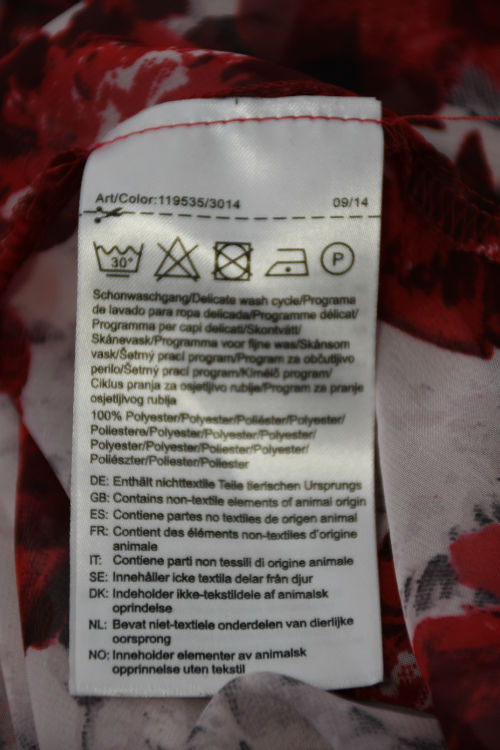 Art/Color:119535/3014 09/14
30°
P
Schonwaschgang/Delicate wash cycle/Programa
de lavado para ropa delicada/Programme délicat/
Programma per capi delicati/Skontvätt/
Skånevask/Programma voor fijne was/Skånsom
vask/Šetrný prací program/Program za občutljivo
perilo/Šetrný prací program/Kímélő program/
Ciklus pranja za osjetljivo rublje/Program za pranje
osjetljivog rublja
100% Polyester/Polyester/Poliéster/Polyester/
Poliestere/Polyester/Polyester/Polyester/
Polyester/Polyester/Poliester/Polyester/
Poliészter/Poliester/Poliester
DE: Enthält nichttextile Teile tierischen Ursprungs
GB: Contains non-textile elements of animal origin
ES: Contiene partes no textiles de origen animal
FR: Contient des éléments non-textiles d'origine
animale
IT: Contiene parti non tessili di origine animale
SE: Innehåller icke textila delar från djur
DK: Indeholder ikke-tekstildele af animalsk
oprindelse
NL: Bevat niet-textiele onderdelen van dierlijke
oorsprong
NO: Inneholder elementer av animalsk
opprinnelse uten tekstil